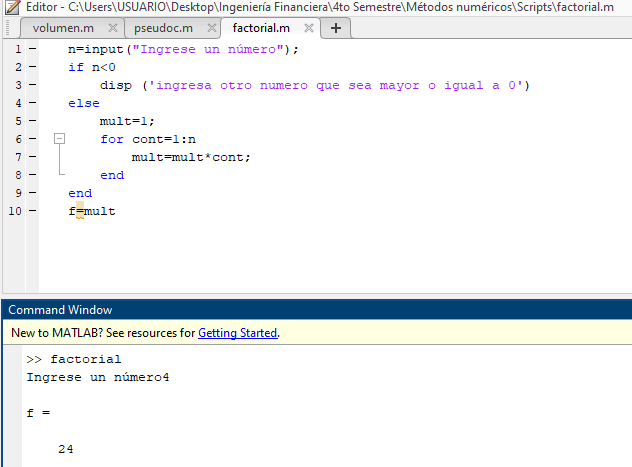 Editor - C:\Users\USUARIO\Desktop\Ingeniería Financiera\4to Semestre\Métodos numéricos\Scripts\factorial.m
volumen.m pseudoc.m factorial.m
1 n=input("Ingrese un número");
2 if n<0
3 disp ('ingresa otro numero que sea mayor o igual a 0')
4 else
5 mult=1;
6 for cont=1:n
7 mult=mult*cont;
8 end
9 end
10 f=mult
Command Window
New to MATLAB? See resources for Getting Started.
>> factorial
Ingrese un número4
f =
24